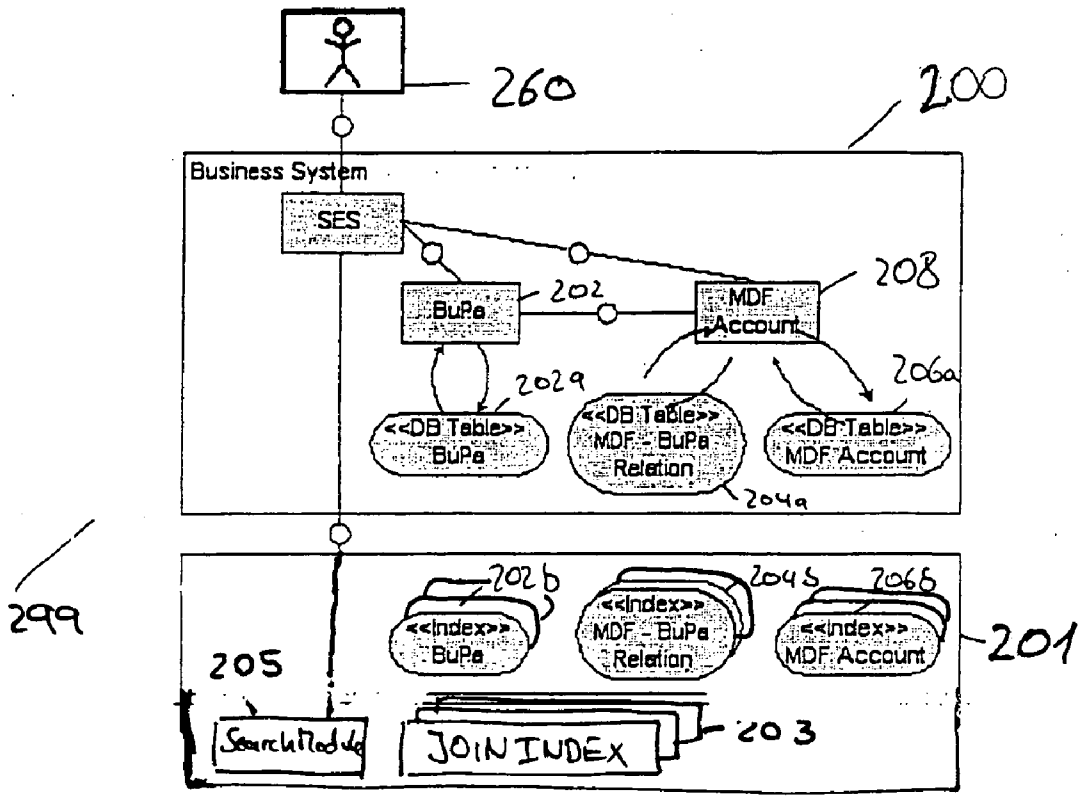 260
200
Business System
SES
208
202
BuPa
MDF
Account
202a
206a
<<DB Table>>
BuPa
<<DB Table>>
MDF - BuPa
Relation
<<DB Table>>
MDF Account
204a
299
202b
204b
206b
<<Index>>
BuPa
<<Index>>
MDF - BuPa
Relation
<<Index>>
MDF Account
201
205
SearchModule
JOIN INDEX
203